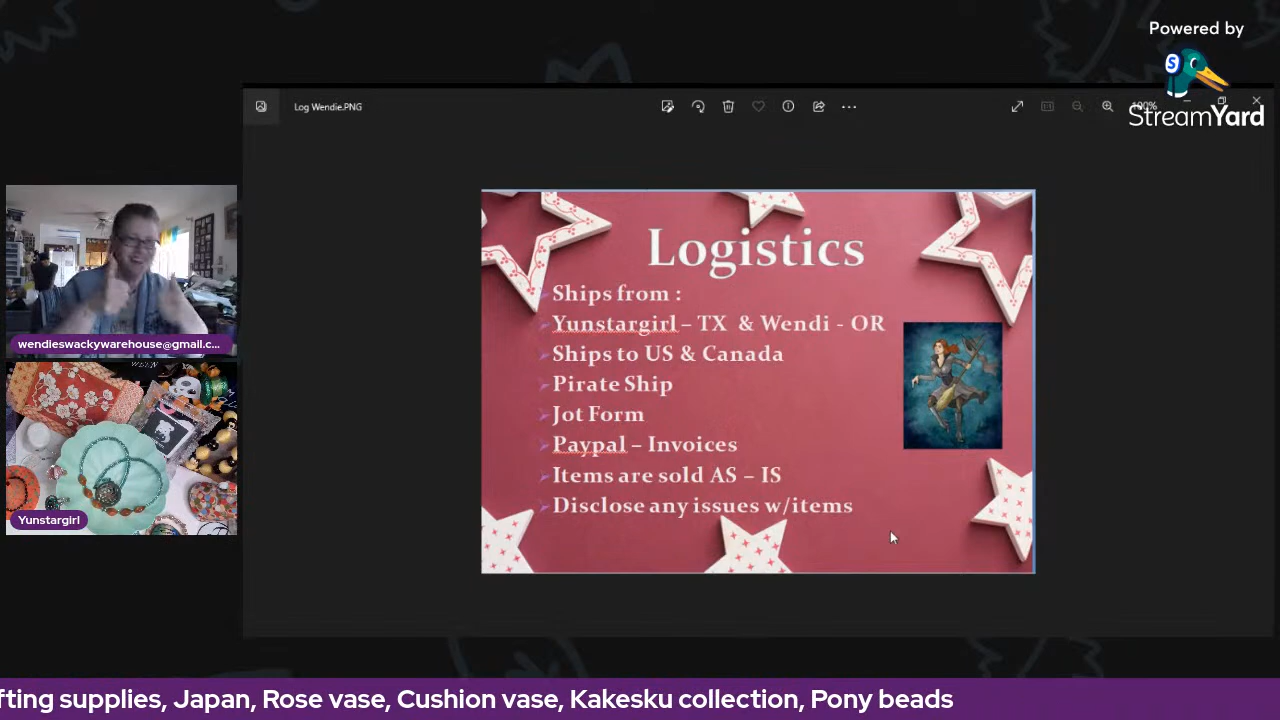 Powered by
StreamYard
Log Wendie.PNG
100%
Logistics
Ships from :
Yunstargirl – TX & Wendi - OR
Ships to US & Canada
Pirate Ship
Jot Form
Paypal – Invoices
Items are sold AS – IS
Disclose any issues w/items
wendieswackywarehouse@gmail.c...
Yunstargirl
fting supplies, Japan, Rose vase, Cushion vase, Kakesku collection, Pony beads